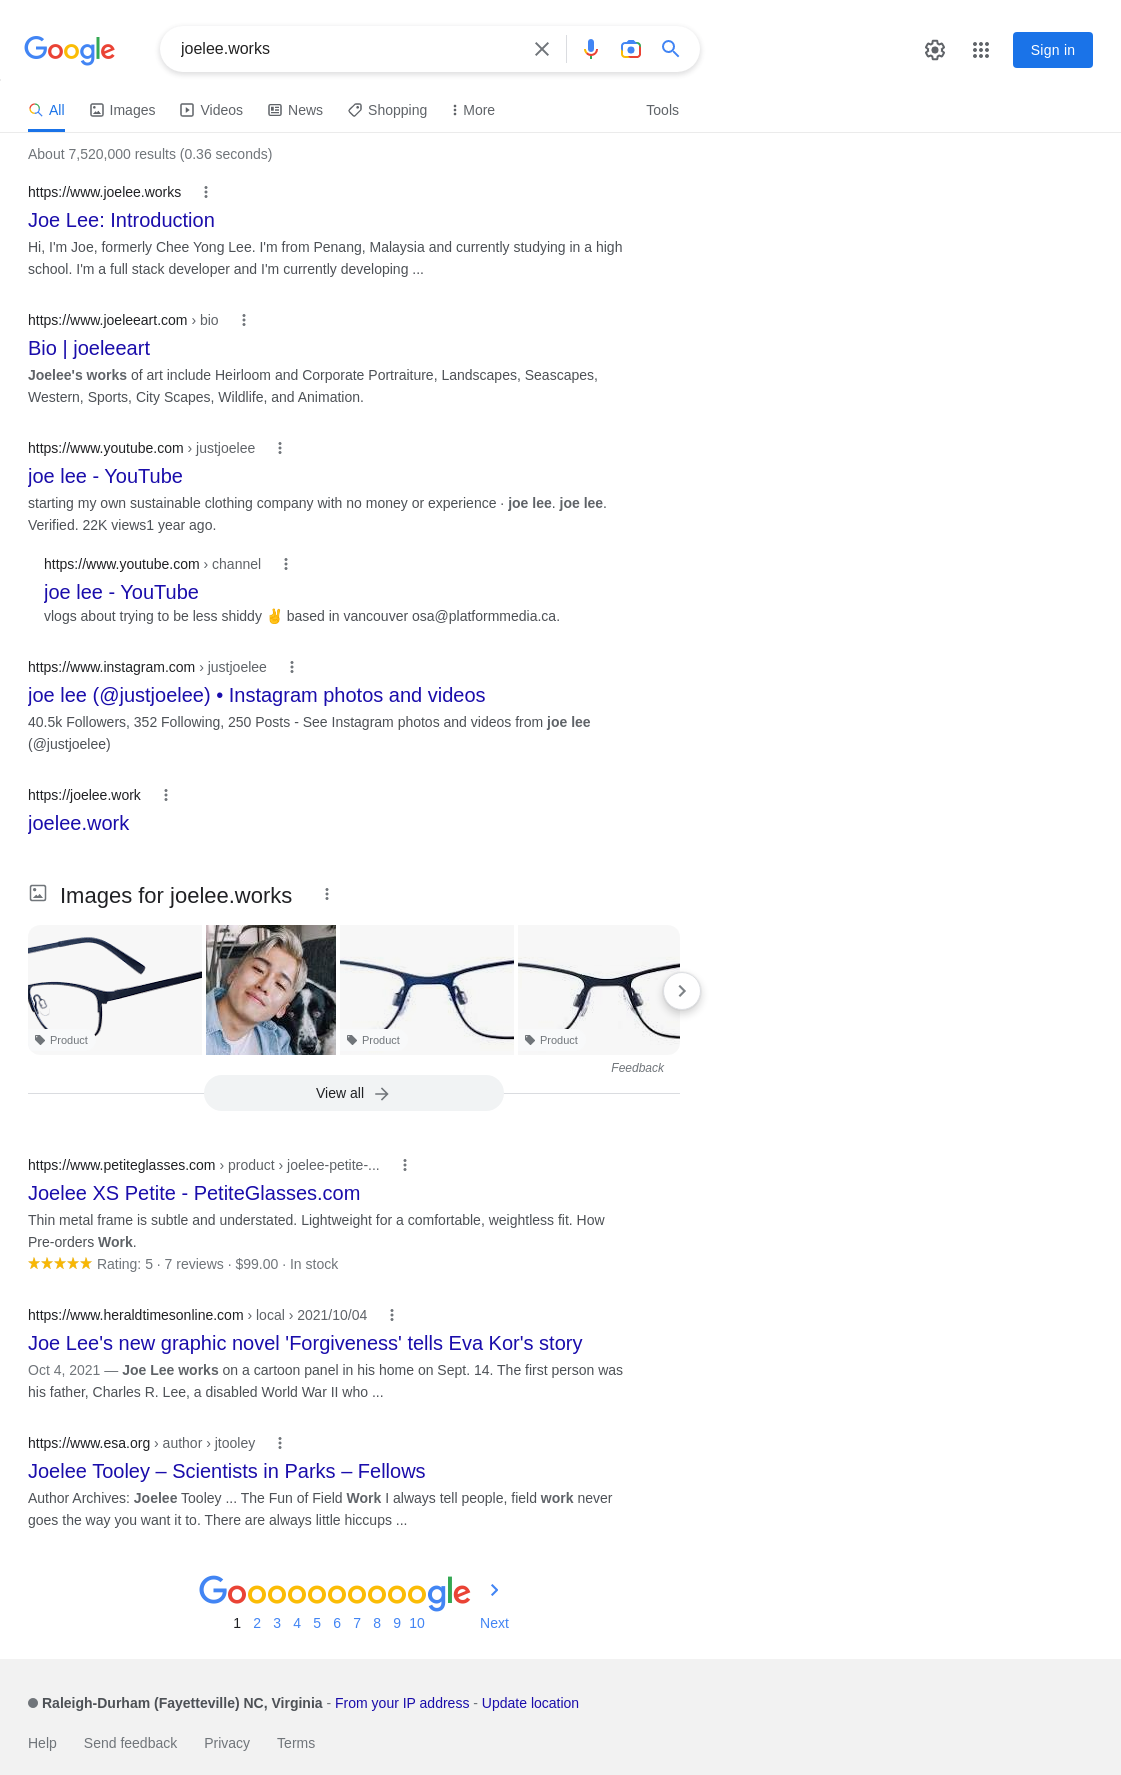 Google
joelee.works
Sign in
All
Images
Videos
News
Shopping
More
Tools
About 7,520,000 results (0.36 seconds)
https://www.joelee.works
Joe Lee: Introduction
Hi, I'm Joe, formerly Chee Yong Lee. I'm from Penang, Malaysia and currently studying in a high
school. I'm a full stack developer and I'm currently developing ...
https://www.joeleeart.com › bio
Bio | joeleeart
Joelee's works of art include Heirloom and Corporate Portraiture, Landscapes, Seascapes,
Western, Sports, City Scapes, Wildlife, and Animation.
https://www.youtube.com › justjoelee
joe lee - YouTube
starting my own sustainable clothing company with no money or experience · joe lee. joe lee.
Verified. 22K views1 year ago.
https://www.youtube.com › channel
joe lee - YouTube
vlogs about trying to be less shiddy ✌️ based in vancouver osa@platformmedia.ca.
https://www.instagram.com › justjoelee
joe lee (@justjoelee) • Instagram photos and videos
40.5k Followers, 352 Following, 250 Posts - See Instagram photos and videos from joe lee
(@justjoelee)
https://joelee.work
joelee.work
Images for joelee.works
Product
Product
Product
Feedback
View all
https://www.petiteglasses.com › product › joelee-petite-...
Joelee XS Petite - PetiteGlasses.com
Thin metal frame is subtle and understated. Lightweight for a comfortable, weightless fit. How
Pre-orders Work.
★★★★★ Rating: 5 · 7 reviews · $99.00 · In stock
https://www.heraldtimesonline.com › local › 2021/10/04
Joe Lee's new graphic novel 'Forgiveness' tells Eva Kor's story
Oct 4, 2021 — Joe Lee works on a cartoon panel in his home on Sept. 14. The first person was
his father, Charles R. Lee, a disabled World War II who ...
https://www.esa.org › author › jtooley
Joelee Tooley – Scientists in Parks – Fellows
Author Archives: Joelee Tooley ... The Fun of Field Work I always tell people, field work never
goes the way you want it to. There are always little hiccups ...
Goooooooooogle
1 2 3 4 5 6 7 8 9 10 Next
Raleigh-Durham (Fayetteville) NC, Virginia - From your IP address - Update location
Help Send feedback Privacy Terms